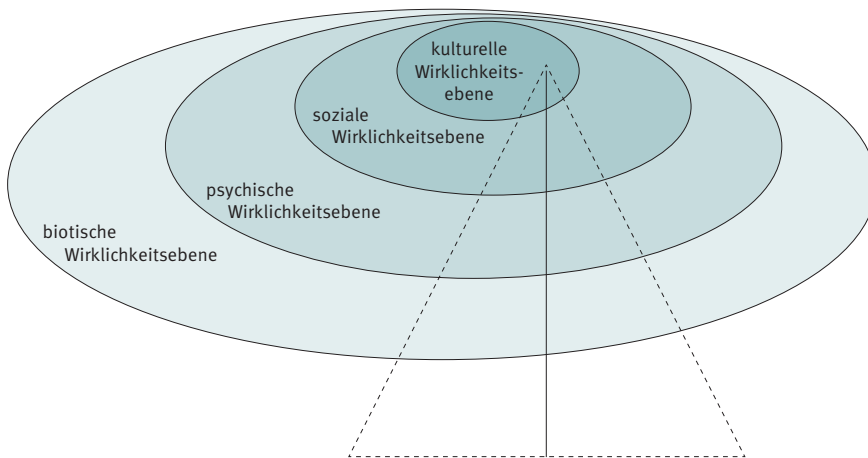 kulturelle
Wirklichkeits-
ebene
soziale
Wirklichkeitsebene
psychische
Wirklichkeitsebene
biotische
Wirklichkeitsebene